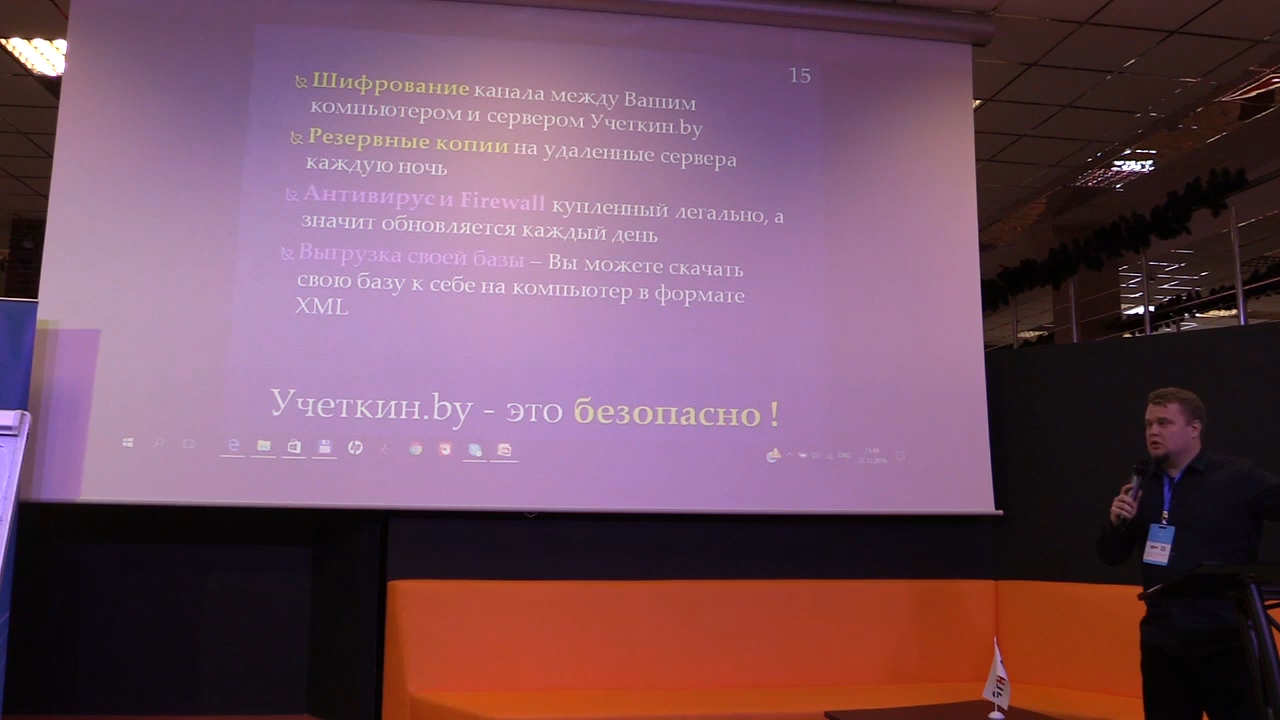 15
Шифрование канала между Вашим
компьютером и сервером Учеткин.by
Резервные копии на удаленные сервера
каждую ночь
Антивирус и Firewall купленный легально, а
значит обновляется каждый день
Выгрузка своей базы – Вы можете скачать
свою базу к себе на компьютер в формате
XML
Учеткин.by - это безопасно !
ENG